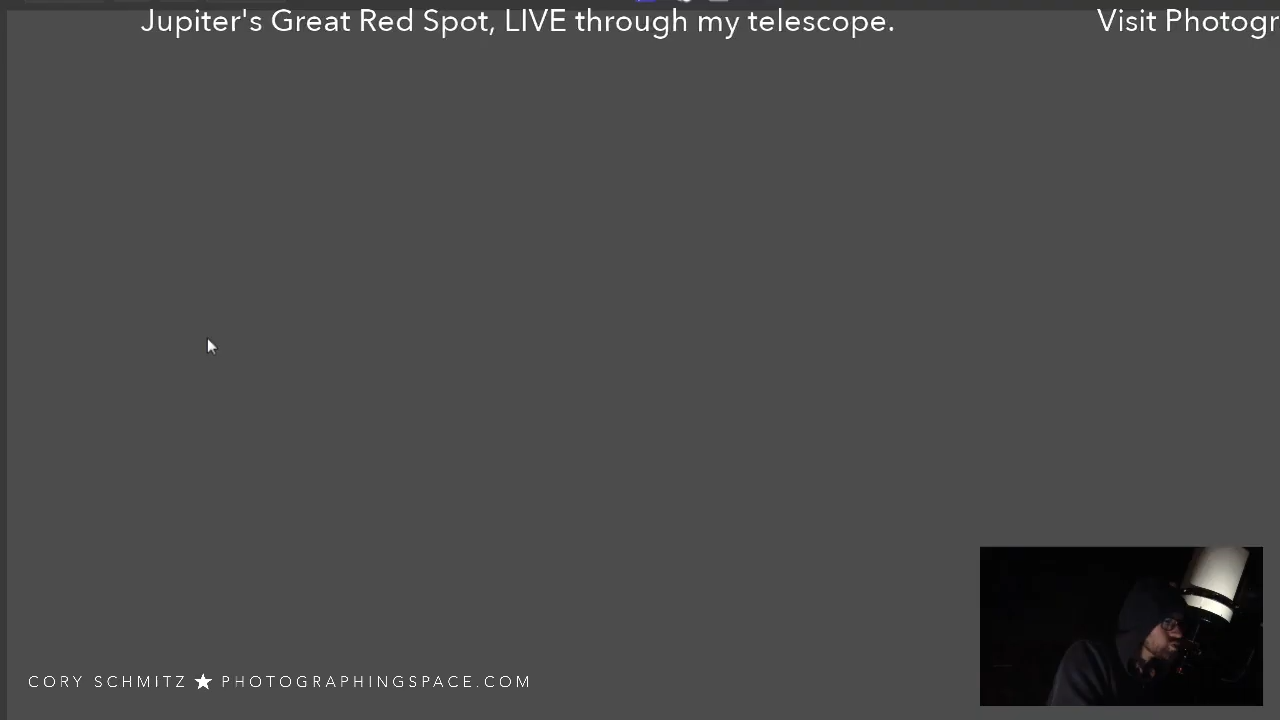 Jupiter's Great Red Spot, LIVE through my telescope. Visit Photogr
CORY SCHMITZ ★ PHOTOGRAPHINGSPACE.COM